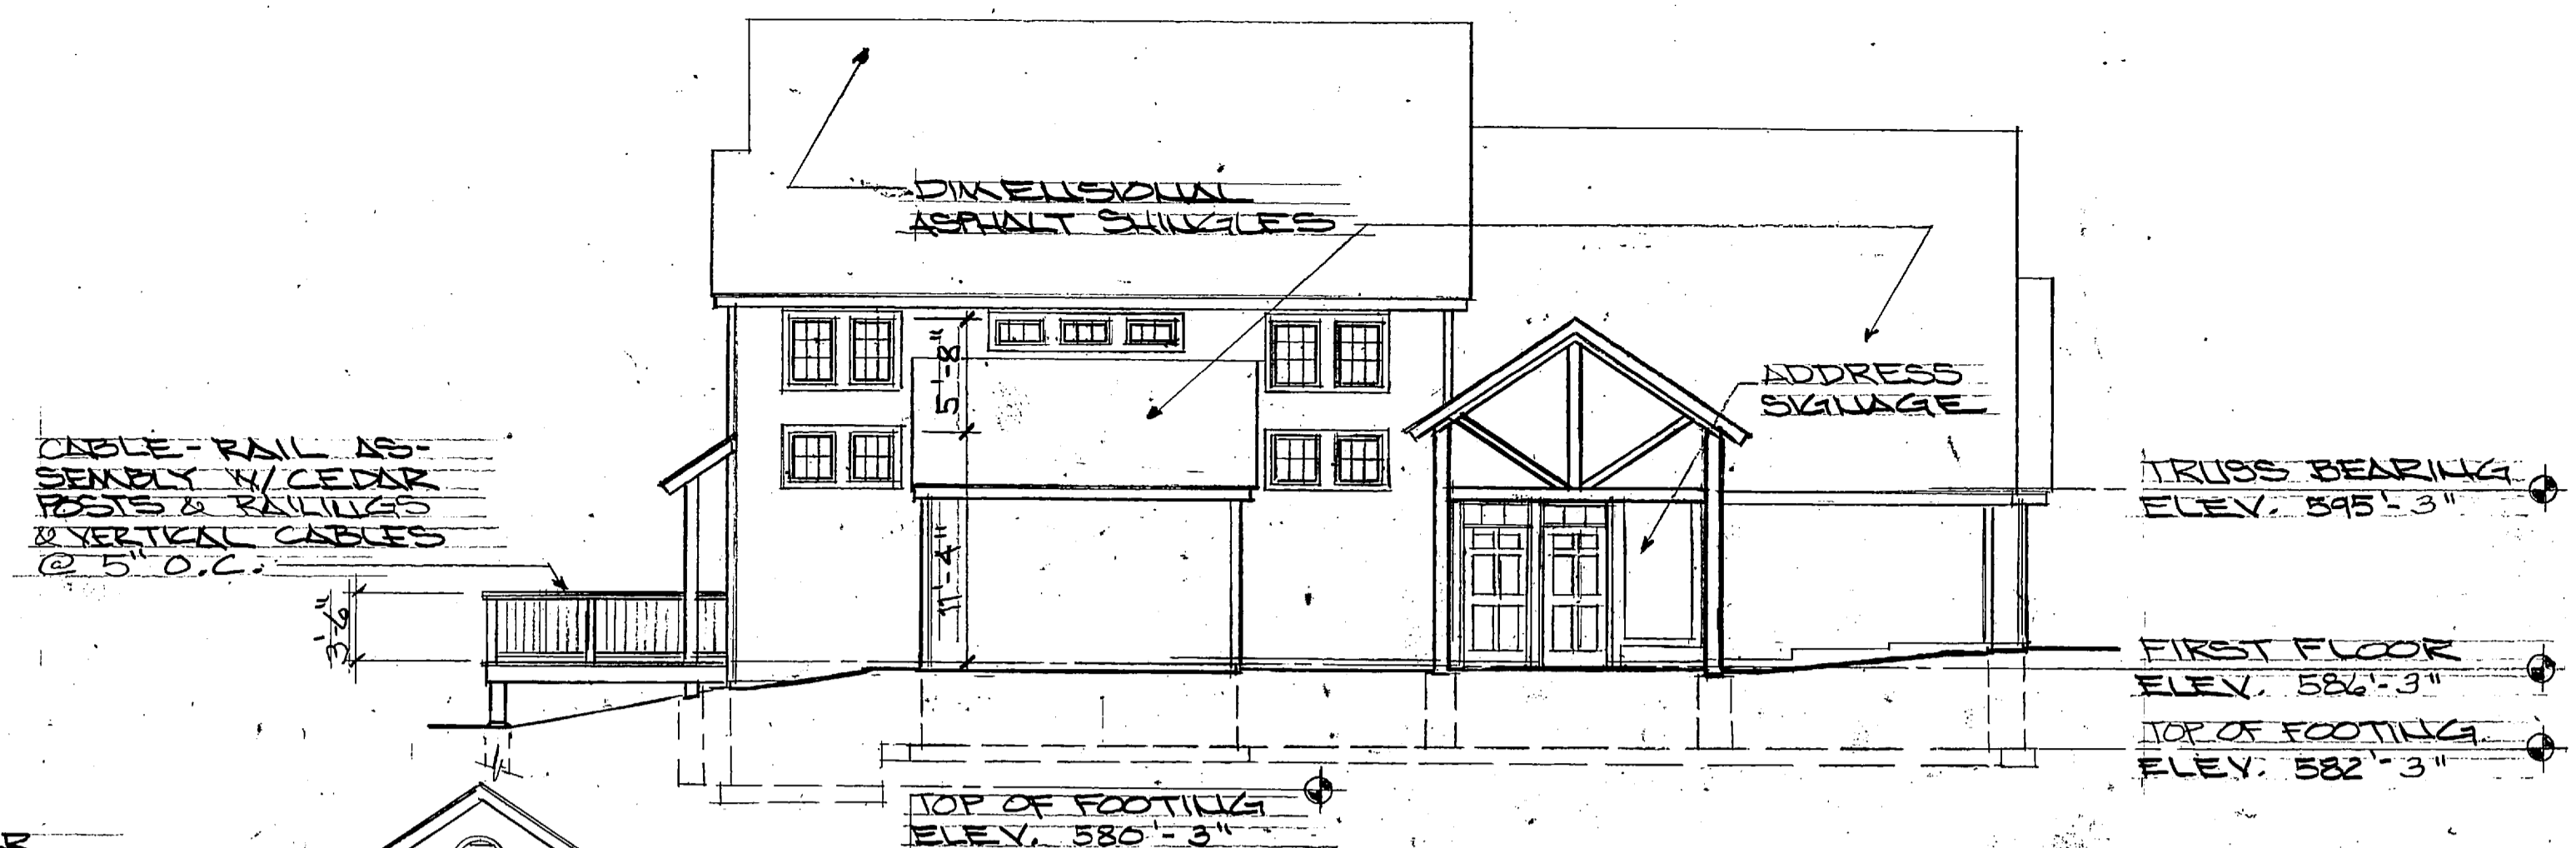 DIMENSIONAL
ASPHALT SHINGLES
5'-8"
ADDRESS
SIGNAGE
CABLE-RAIL AS-
SEMBLY W/CEDAR
POSTS & RAILINGS
& VERTICAL CABLES
@ 5" O.C.
TRUSS BEARING
ELEV. 595'-3"
11'-4"
3'-6"
FIRST FLOOR
ELEV. 586'-3"
TOP OF FOOTING
ELEV. 582'-3"
TOP OF FOOTING
ELEV. 580'-3"